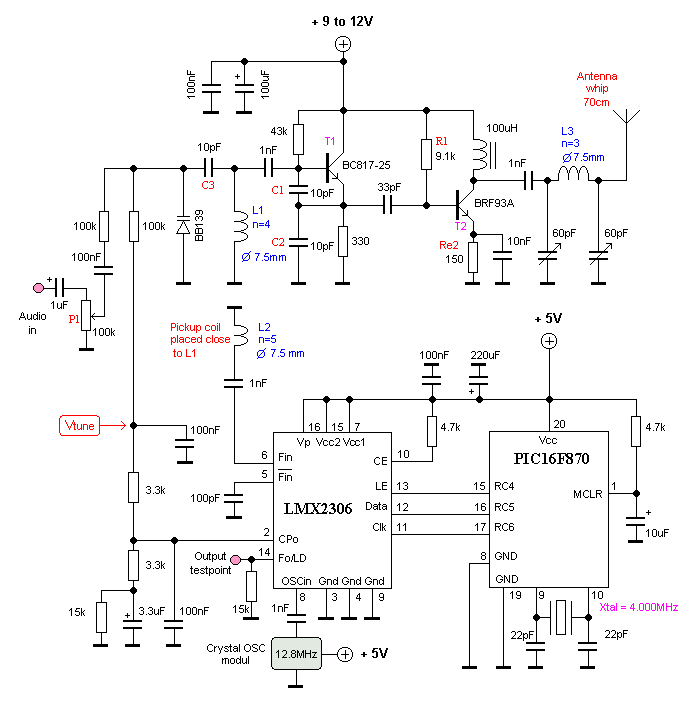 + 9 to 12V
100nF
100uF
+
43k
T1
BC817-25
R1
9.1k
100uH
Antenna
whip
70cm
L3
n=3
Ø 7.5mm
10pF
C3
1nF
1nF
C1
10pF
33pF
BRF93A
T2
100k
100k
BB139
L1
n=4
Ø 7.5mm
C2
10pF
330
Re2
150
10nF
60pF
60pF
100nF
Audio
in
+
1uF
P1
100k
Pickup coil
placed close
to L1
L2
n=5
Ø 7.5 mm
+ 5V
100nF
220uF
+
1nF
Vtune
100nF
16 15 7
Vp Vcc2 Vcc1
4.7k
20
Vcc
4.7k
6 Fin
5 Fin
10
CE
PIC16F870
100pF
LMX2306
LE 13 15 RC4
Data 12 16 RC5
Clk 11 17 RC6
MCLR 1
+
10uF
3.3k
2 CPo
14 Fo/LD
Output
testpoint
8 GND
GND
3.3k
OSCin Gnd Gnd Gnd
8 3 4 9
19 9 10
Xtal = 4.000MHz
15k
+
3.3uF
100nF
15k
1nF
22pF
22pF
Crystal OSC
modul
12.8MHz
+ 5V